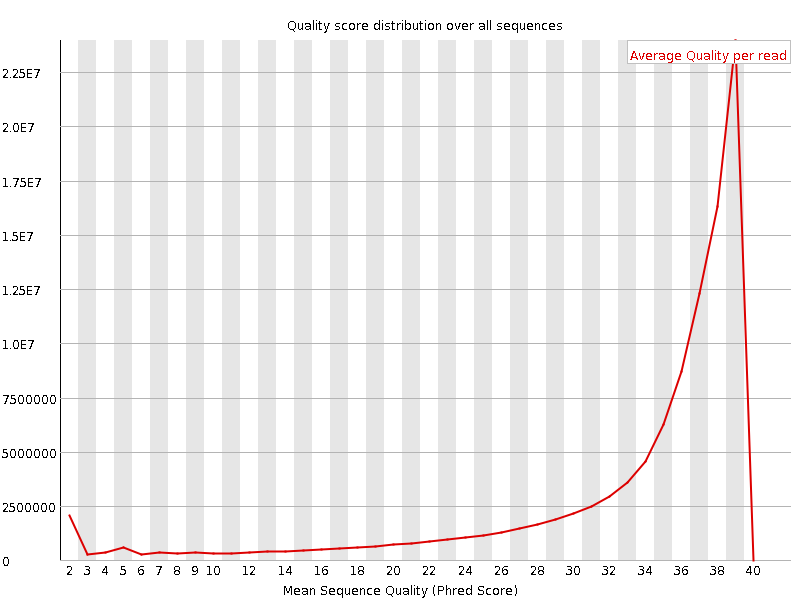 Quality score distribution over all sequences
Average Quality per read
2.25E7
2.0E7
1.75E7
1.5E7
1.25E7
1.0E7
7500000
5000000
2500000
0
2 3 4 5 6 7 8 9 10 12 14 16 18 20 22 24 26 28 30 32 34 36 38 40
Mean Sequence Quality (Phred Score)